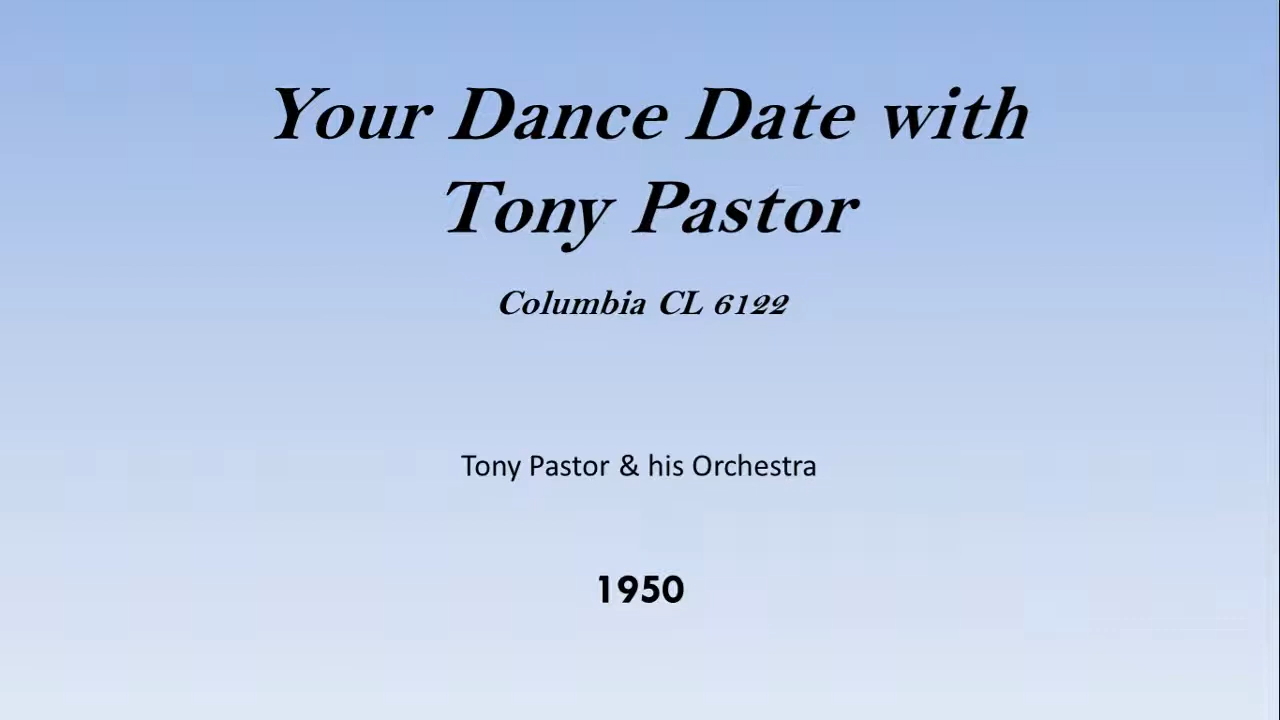 Your Dance Date with
Tony Pastor
Columbia CL 6122
Tony Pastor & his Orchestra
1950